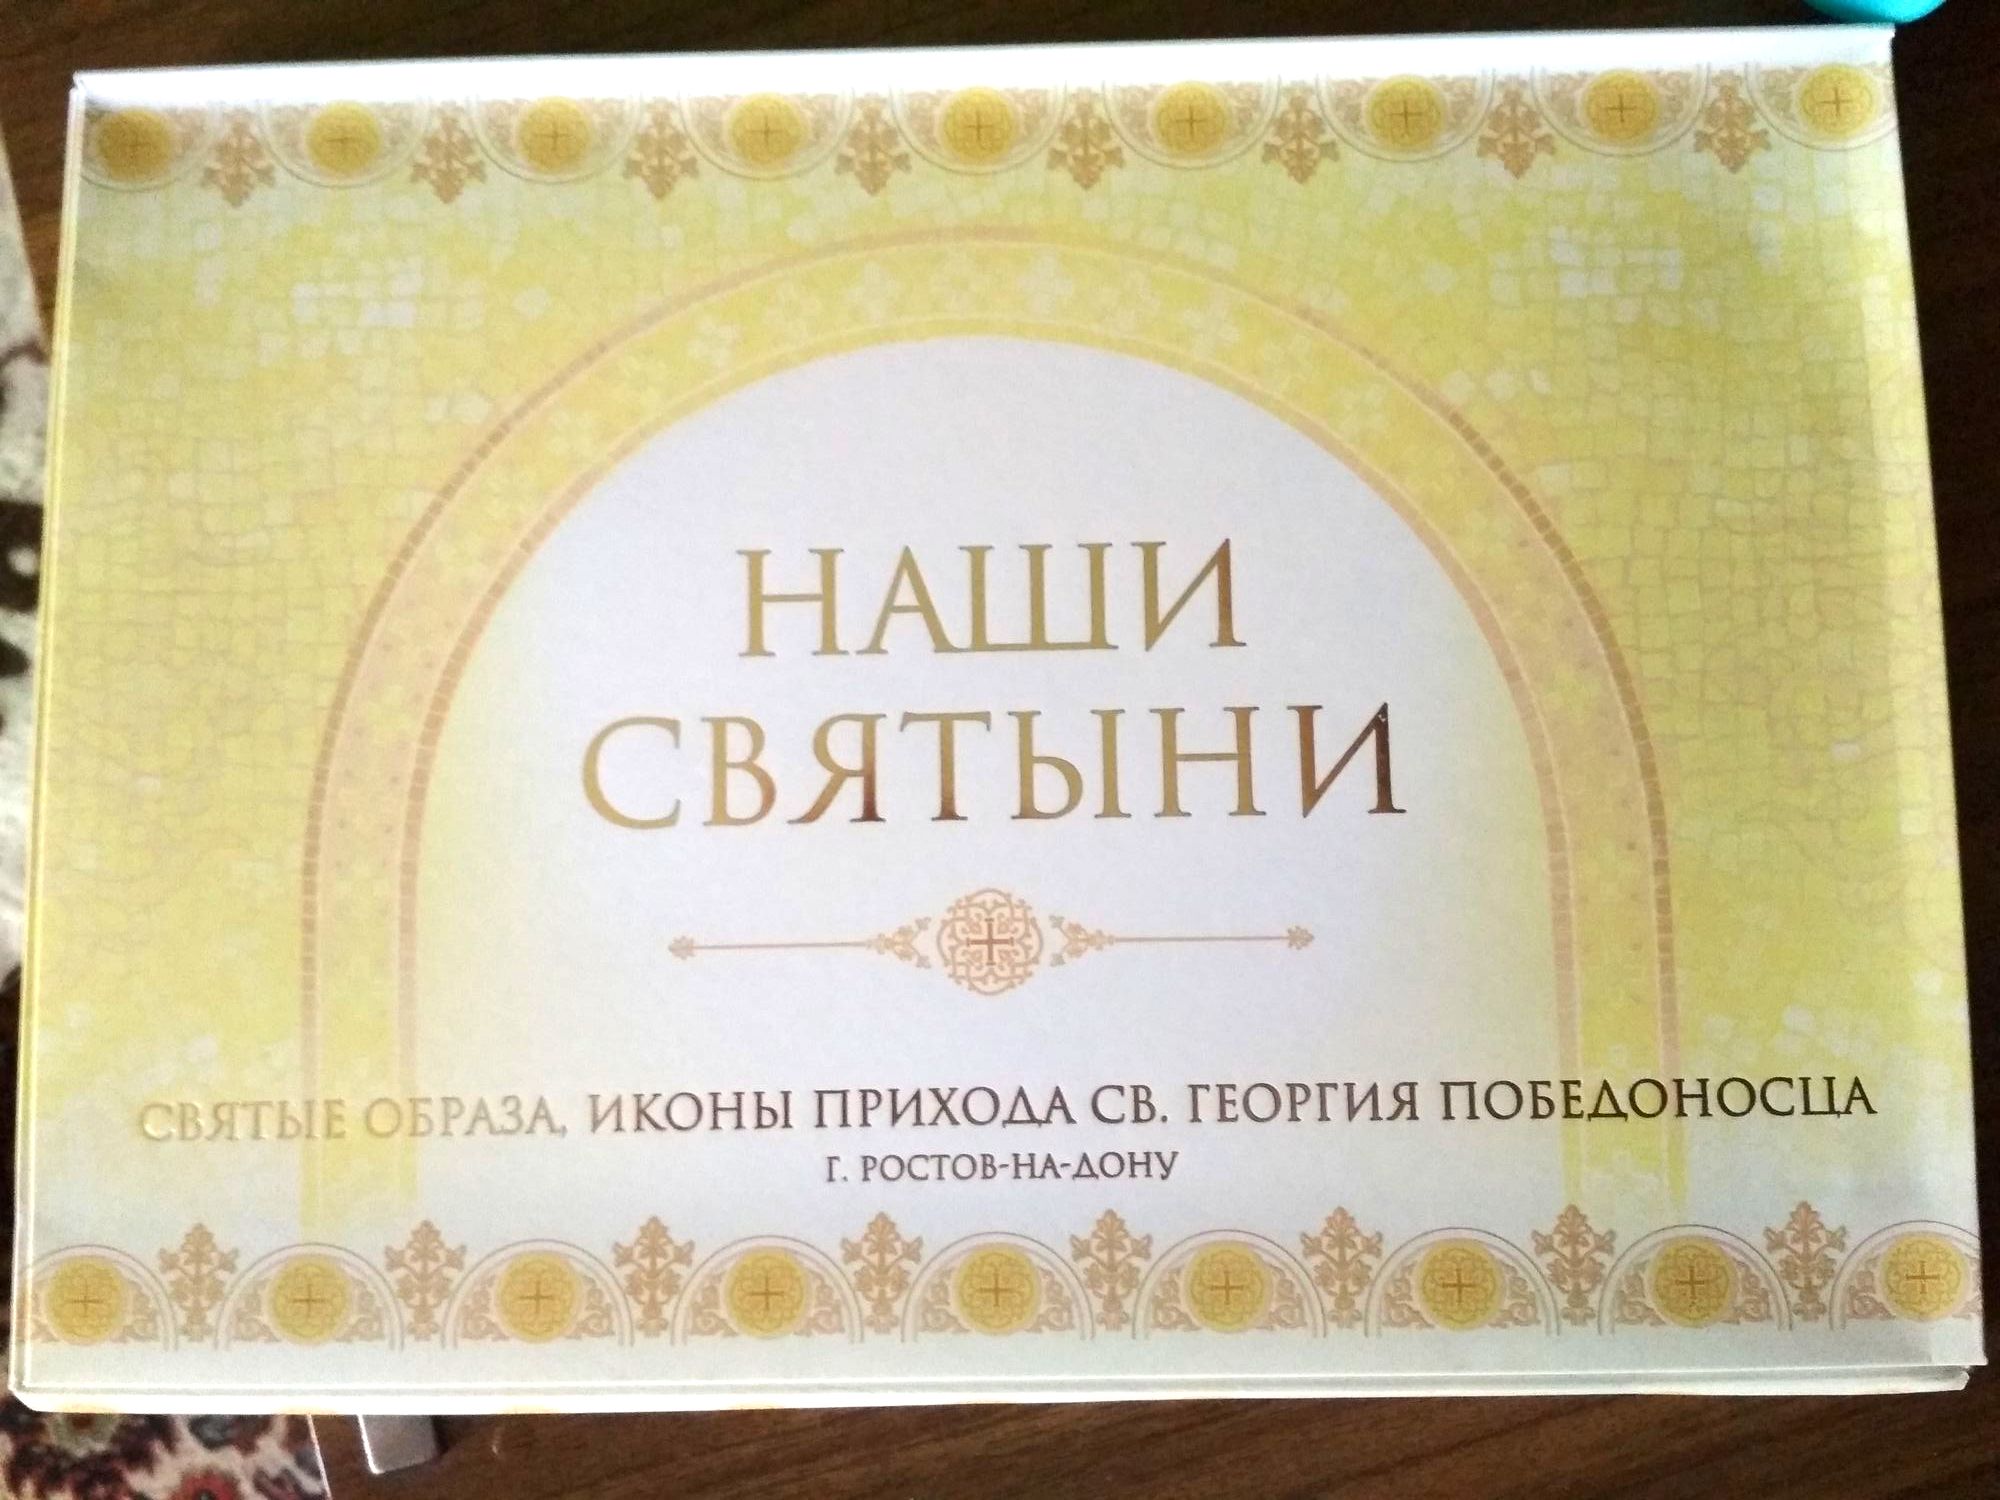 НАШИ
СВЯТЫНИ
СВЯТЫЕ ОБРАЗА, ИКОНЫ ПРИХОДА СВ. ГЕОРГИЯ ПОБЕДОНОСЦА
Г. РОСТОВ-НА-ДОНУ